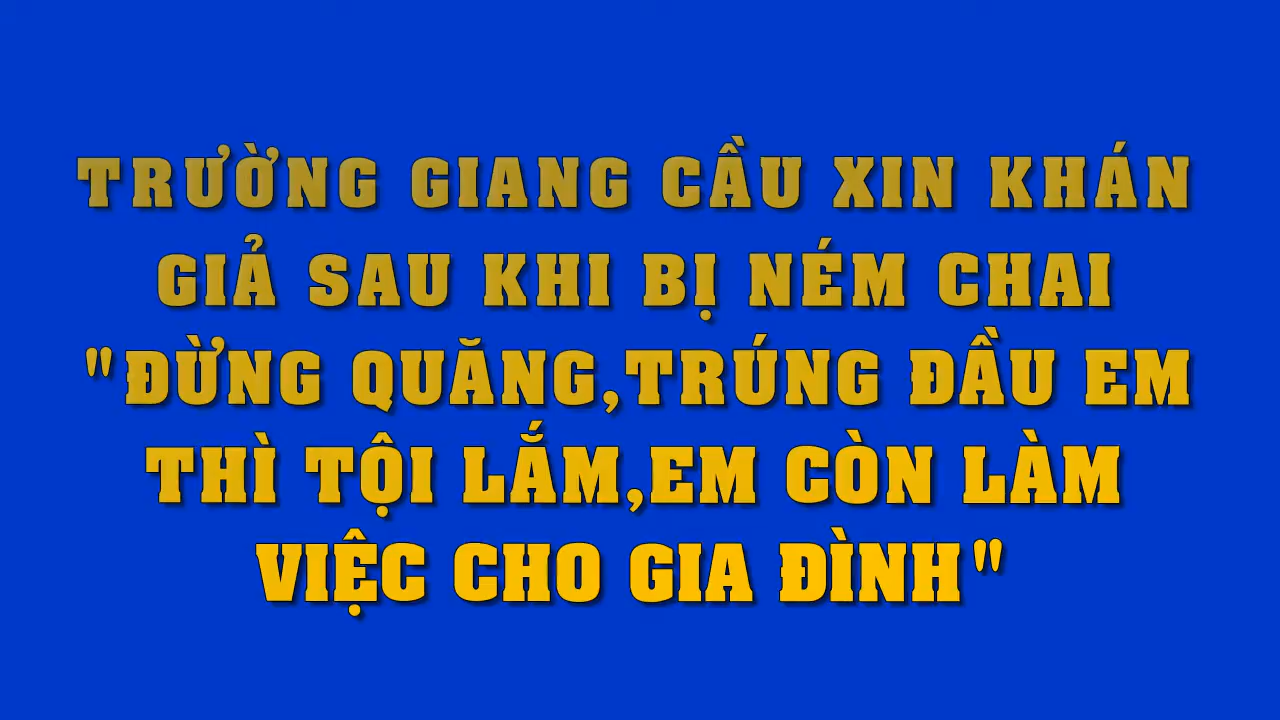 TRƯỜNG GIANG CẦU XIN KHÁN
GIẢ SAU KHI BỊ NÉM CHAI
"ĐỪNG QUĂNG,TRÚNG ĐẦU EM
THÌ TỘI LẮM,EM CÒN LÀM
VIỆC CHO GIA ĐÌNH"